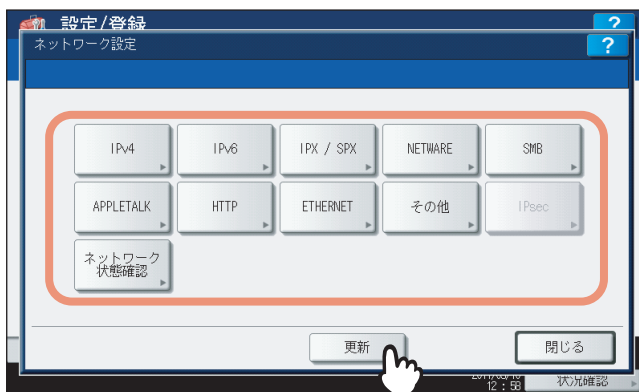 設定/登録
?
ネットワーク設定
?
IPv4
IPv6
IPX / SPX
NETWARE
SMB
APPLETALK
HTTP
ETHERNET
その他
IPsec
ネットワーク
状態確認
更新
閉じる
12:58
状況確認